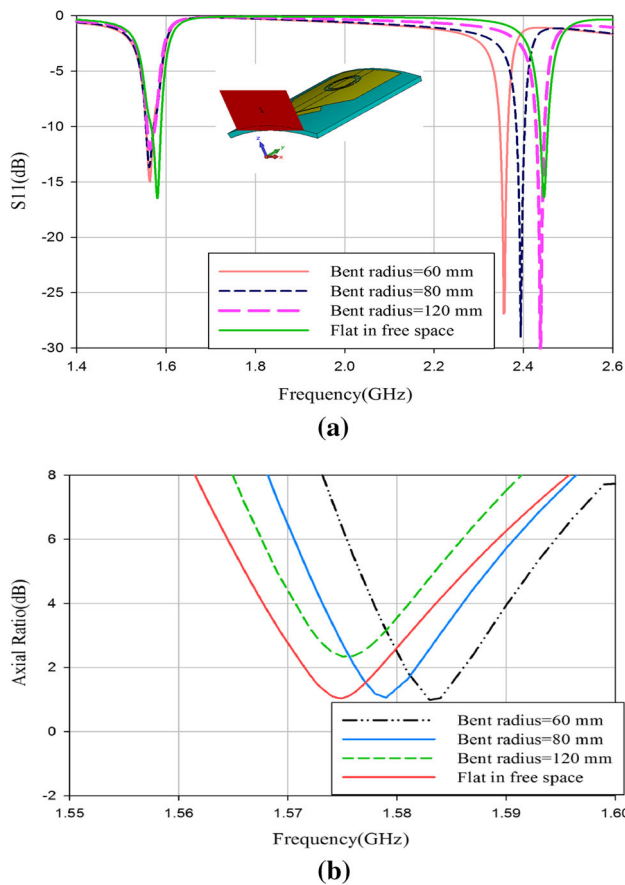 0
-5
-10
-15
-20
-25
-30
S11(dB)
z
y
x
Bent radius=60 mm
Bent radius=80 mm
Bent radius=120 mm
Flat in free space
1.4 1.6 1.8 2.0 2.2 2.4 2.6
Frequency(GHz)
(a)
8
6
4
2
0
-2
Axial Ratio(dB)
Bent radius=60 mm
Bent radius=80 mm
Bent radius=120 mm
Flat in free space
1.55 1.56 1.57 1.58 1.59 1.60
Frequency(GHz)
(b)